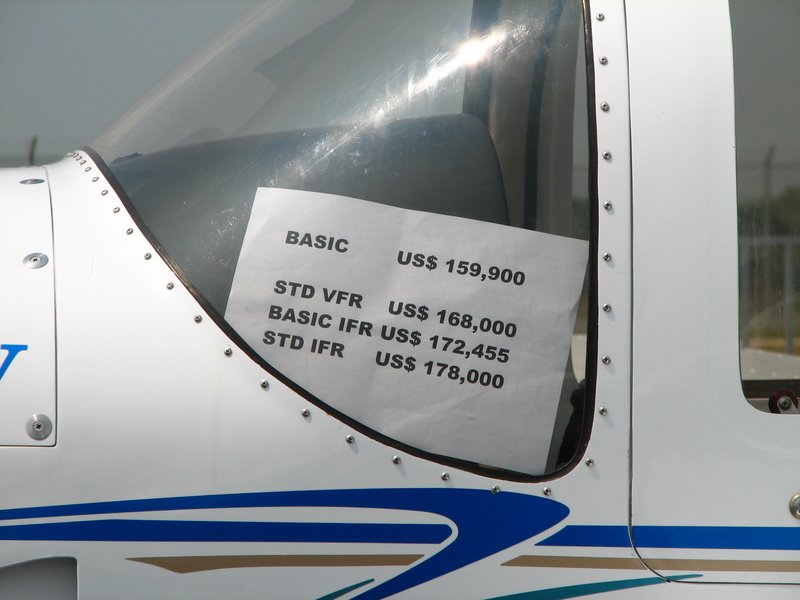 BASIC US$ 159,900
STD VFR US$ 168,000
BASIC IFR US$ 172,455
STD IFR US$ 178,000